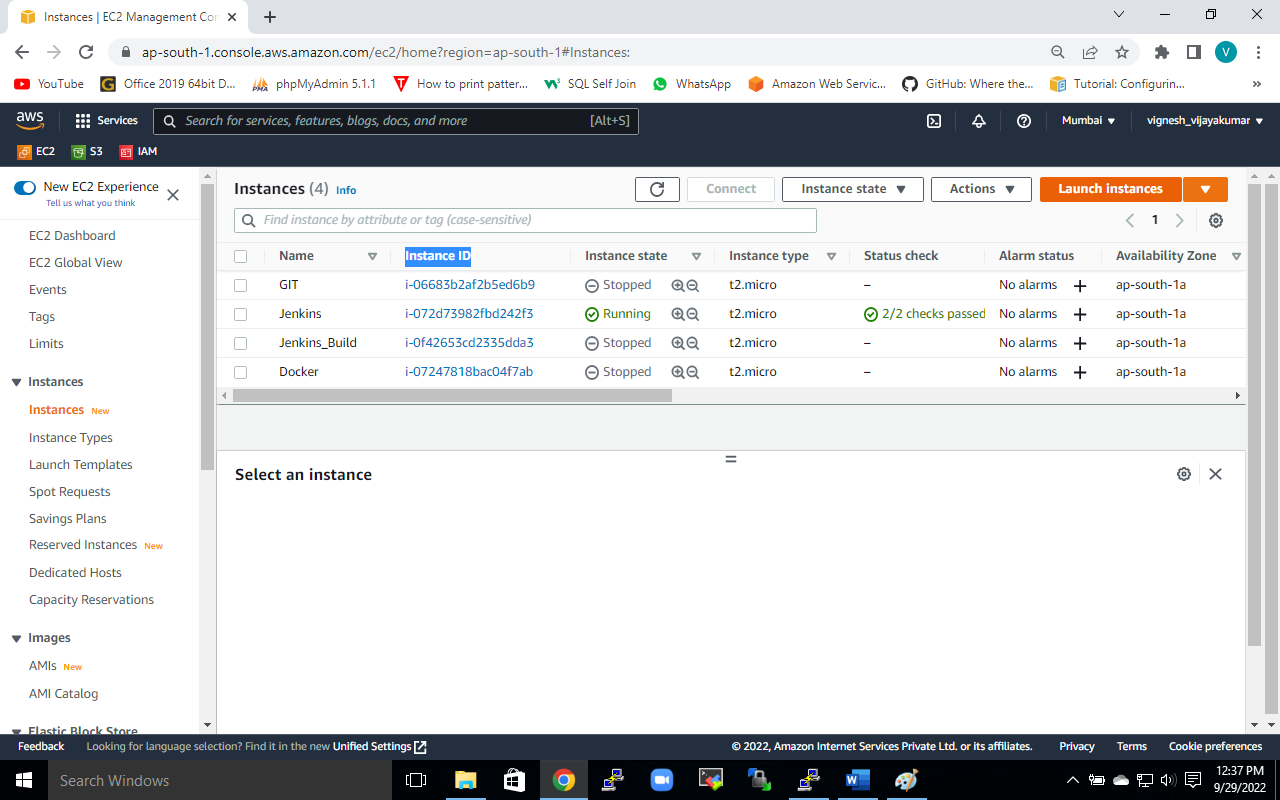 Instances | EC2 Management Con
ap-south-1.console.aws.amazon.com/ec2/home?region=ap-south-1#Instances:
V
YouTube Office 2019 64bit D... phpMyAdmin 5.1.1 How to print patter... SQL Self Join WhatsApp Amazon Web Servic... GitHub: Where the... Tutorial: Configurin... »
aws Services Search for services, features, blogs, docs, and more [Alt+S] Mumbai vignesh_vijayakumar
EC2 S3 IAM
New EC2 Experience
Tell us what you think
EC2 Dashboard
EC2 Global View
Events
Tags
Limits
Instances
Instances New
Instance Types
Launch Templates
Spot Requests
Savings Plans
Reserved Instances New
Dedicated Hosts
Capacity Reservations
Images
AMIs New
AMI Catalog
Elastic Block Store
Instances (4) Info Connect Instance state Actions Launch instances
Find instance by attribute or tag (case-sensitive) 1
Name Instance ID Instance state Instance type Status check Alarm status Availability Zone
GIT i-06683b2af2b5ed6b9 Stopped t2.micro – No alarms + ap-south-1a
Jenkins i-072d73982fbd242f3 Running t2.micro 2/2 checks passed No alarms + ap-south-1a
Jenkins_Build i-0f42653cd2335dda3 Stopped t2.micro – No alarms + ap-south-1a
Docker i-07247818bac04f7ab Stopped t2.micro – No alarms + ap-south-1a
Select an instance
Feedback Looking for language selection? Find it in the new Unified Settings © 2022, Amazon Internet Services Private Ltd. or its affiliates. Privacy Terms Cookie preferences
Search Windows
12:37 PM
9/29/2022